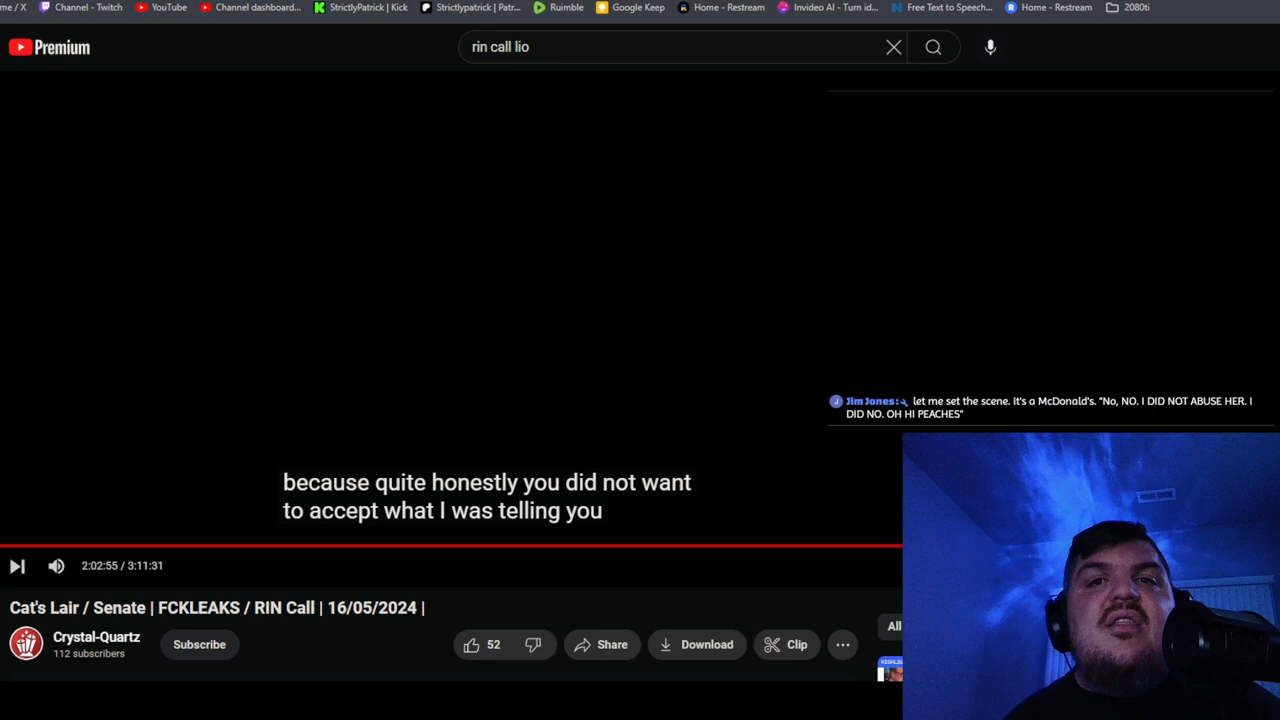 me / X Channel - Twitch YouTube Channel dashboard... StrictlyPatrick | Kick Strictlypatrick | Patr... Rumble Google Keep Home - Restream Invideo AI - Turn id... Free Text to Speech... Home - Restream 2080ti
Premium
rin call lio
Jim Jones: let me set the scene. it's a McDonald's. "No, NO. I DID NOT ABUSE HER. I
DID NO. OH HI PEACHES"
because quite honestly you did not want
to accept what I was telling you
2:02:55 / 3:11:31
Cat's Lair / Senate | FCKLEAKS / RIN Call | 16/05/2024 |
Crystal-Quartz
112 subscribers
Subscribe
52
Share
Download
Clip
All